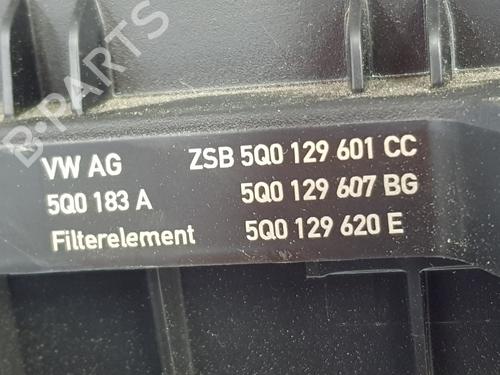 B-PARTS
VW AG ZSB 5Q0 129 601 CC
5Q0 183 A 5Q0 129 607 BG
Filterelement 5Q0 129 620 E